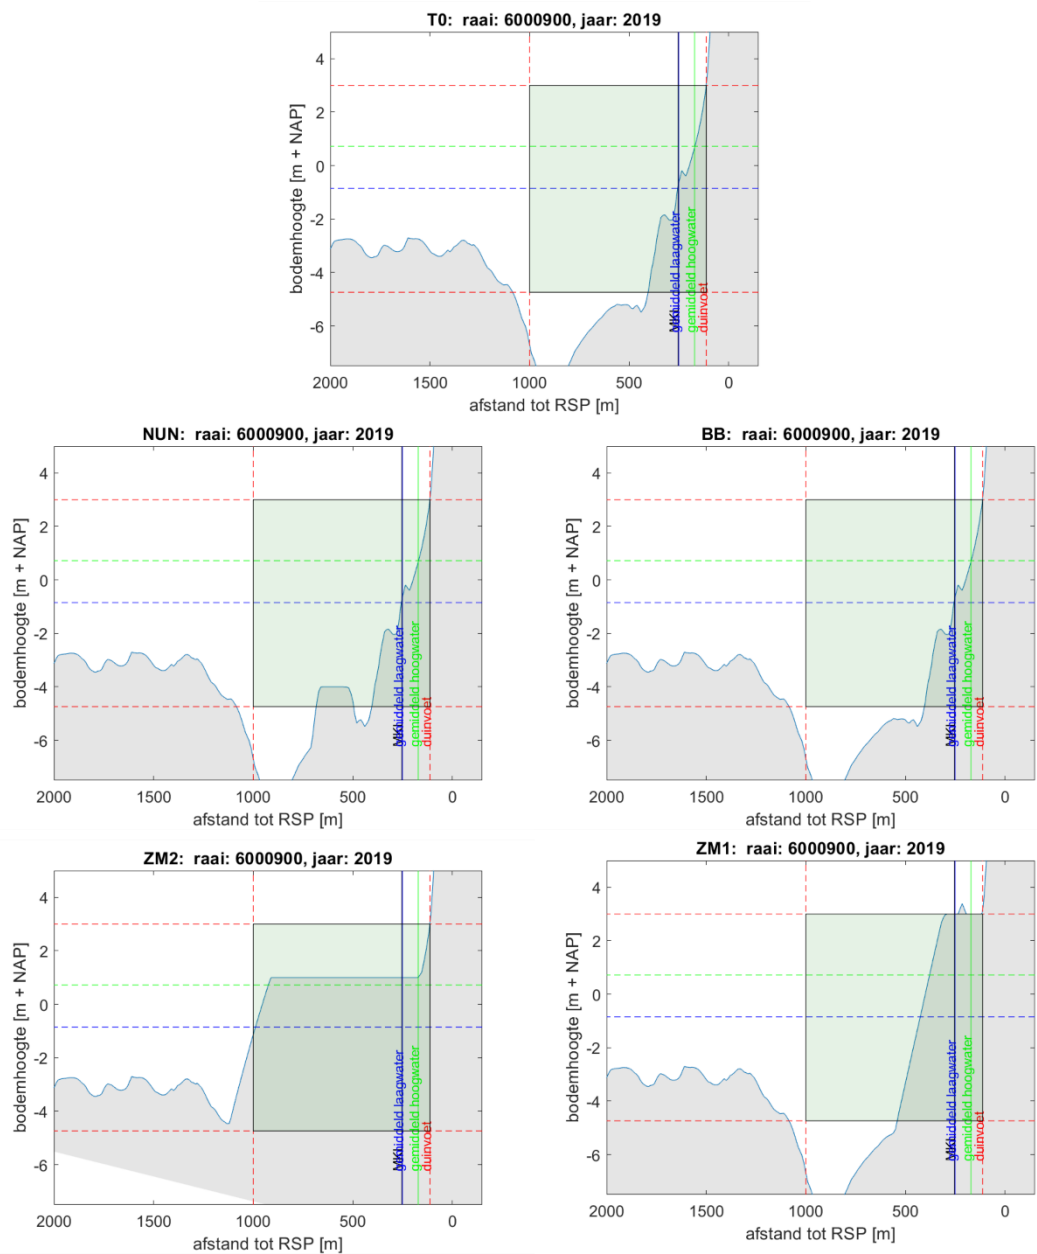 T0: raai: 6000900, jaar: 2019
bodemhoogte [m + NAP]
4
2
0
-2
-4
-6
gemiddeld laagwater
gemiddeld hoogwater
duinvoet
2000 1500 1000 500 0
afstand tot RSP [m]
NUN: raai: 6000900, jaar: 2019
bodemhoogte [m + NAP]
4
2
0
-2
-4
-6
gemiddeld laagwater
gemiddeld hoogwater
duinvoet
2000 1500 1000 500 0
afstand tot RSP [m]
BB: raai: 6000900, jaar: 2019
bodemhoogte [m + NAP]
4
2
0
-2
-4
-6
gemiddeld laagwater
gemiddeld hoogwater
duinvoet
2000 1500 1000 500 0
afstand tot RSP [m]
ZM2: raai: 6000900, jaar: 2019
bodemhoogte [m + NAP]
4
2
0
-2
-4
-6
gemiddeld laagwater
gemiddeld hoogwater
duinvoet
2000 1500 1000 500 0
afstand tot RSP [m]
ZM1: raai: 6000900, jaar: 2019
bodemhoogte [m + NAP]
4
2
0
-2
-4
-6
gemiddeld laagwater
gemiddeld hoogwater
duinvoet
2000 1500 1000 500 0
afstand tot RSP [m]